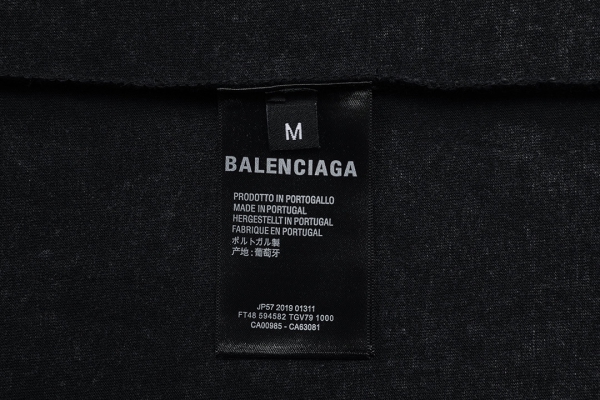 M
BALENCIAGA
PRODOTTO IN PORTOGALLO
MADE IN PORTUGAL
HERGESTELLT IN PORTUGAL
FABRIQUE EN PORTUGAL
ポルトガル製
产地:葡萄牙
JP57 2019 01311
FT48 594582 TGV79 1000
CA00985 - CA63081